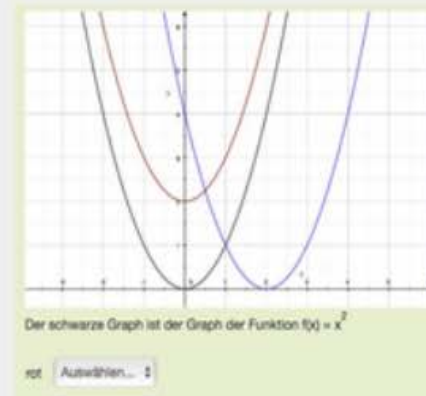 Der schwarze Graph ist der Graph der Funktion f(x) = x²
rot Auswählen...